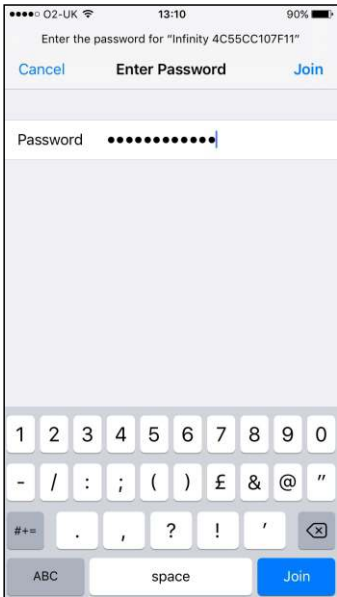 O2-UK 13:10 90%
Enter the password for “Infinity 4C55CC107F11”
Cancel Enter Password Join
Password ●●●●●●●●●●●●
1 2 3 4 5 6 7 8 9 0
- / : ; ( ) £ & @ "
#+= . , ? ! '
ABC space Join